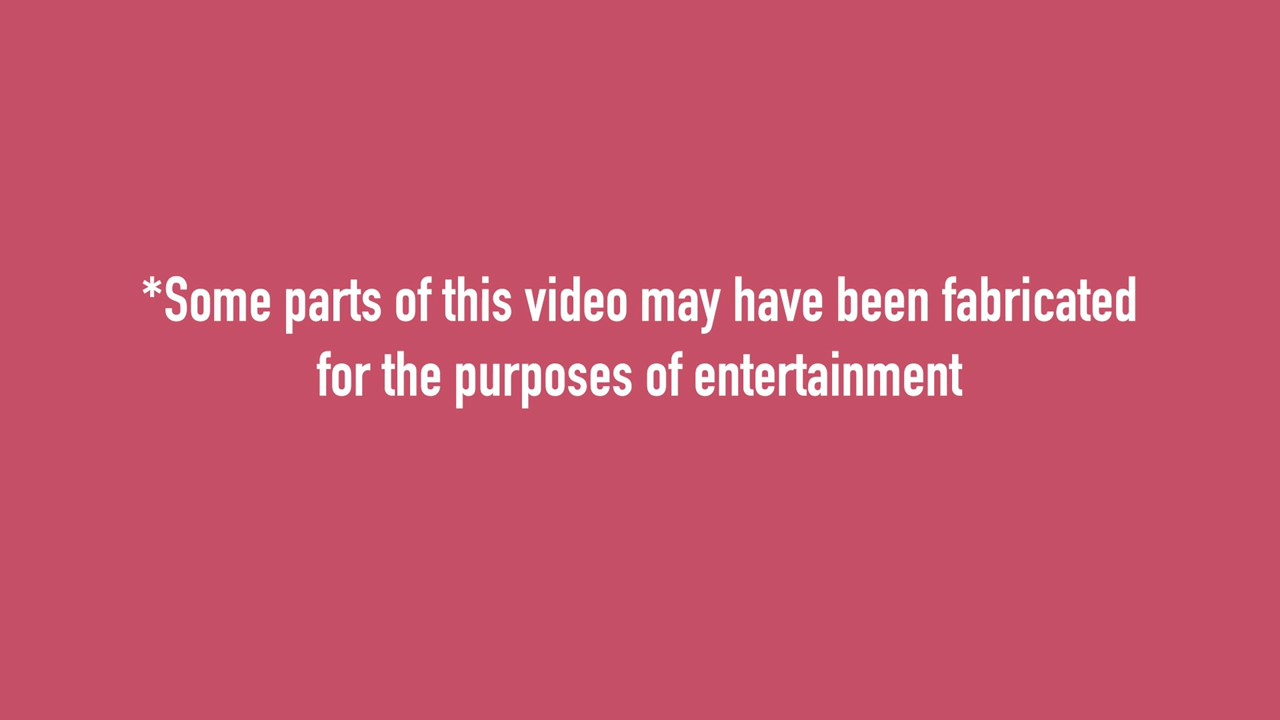 *Some parts of this video may have been fabricated
for the purposes of entertainment